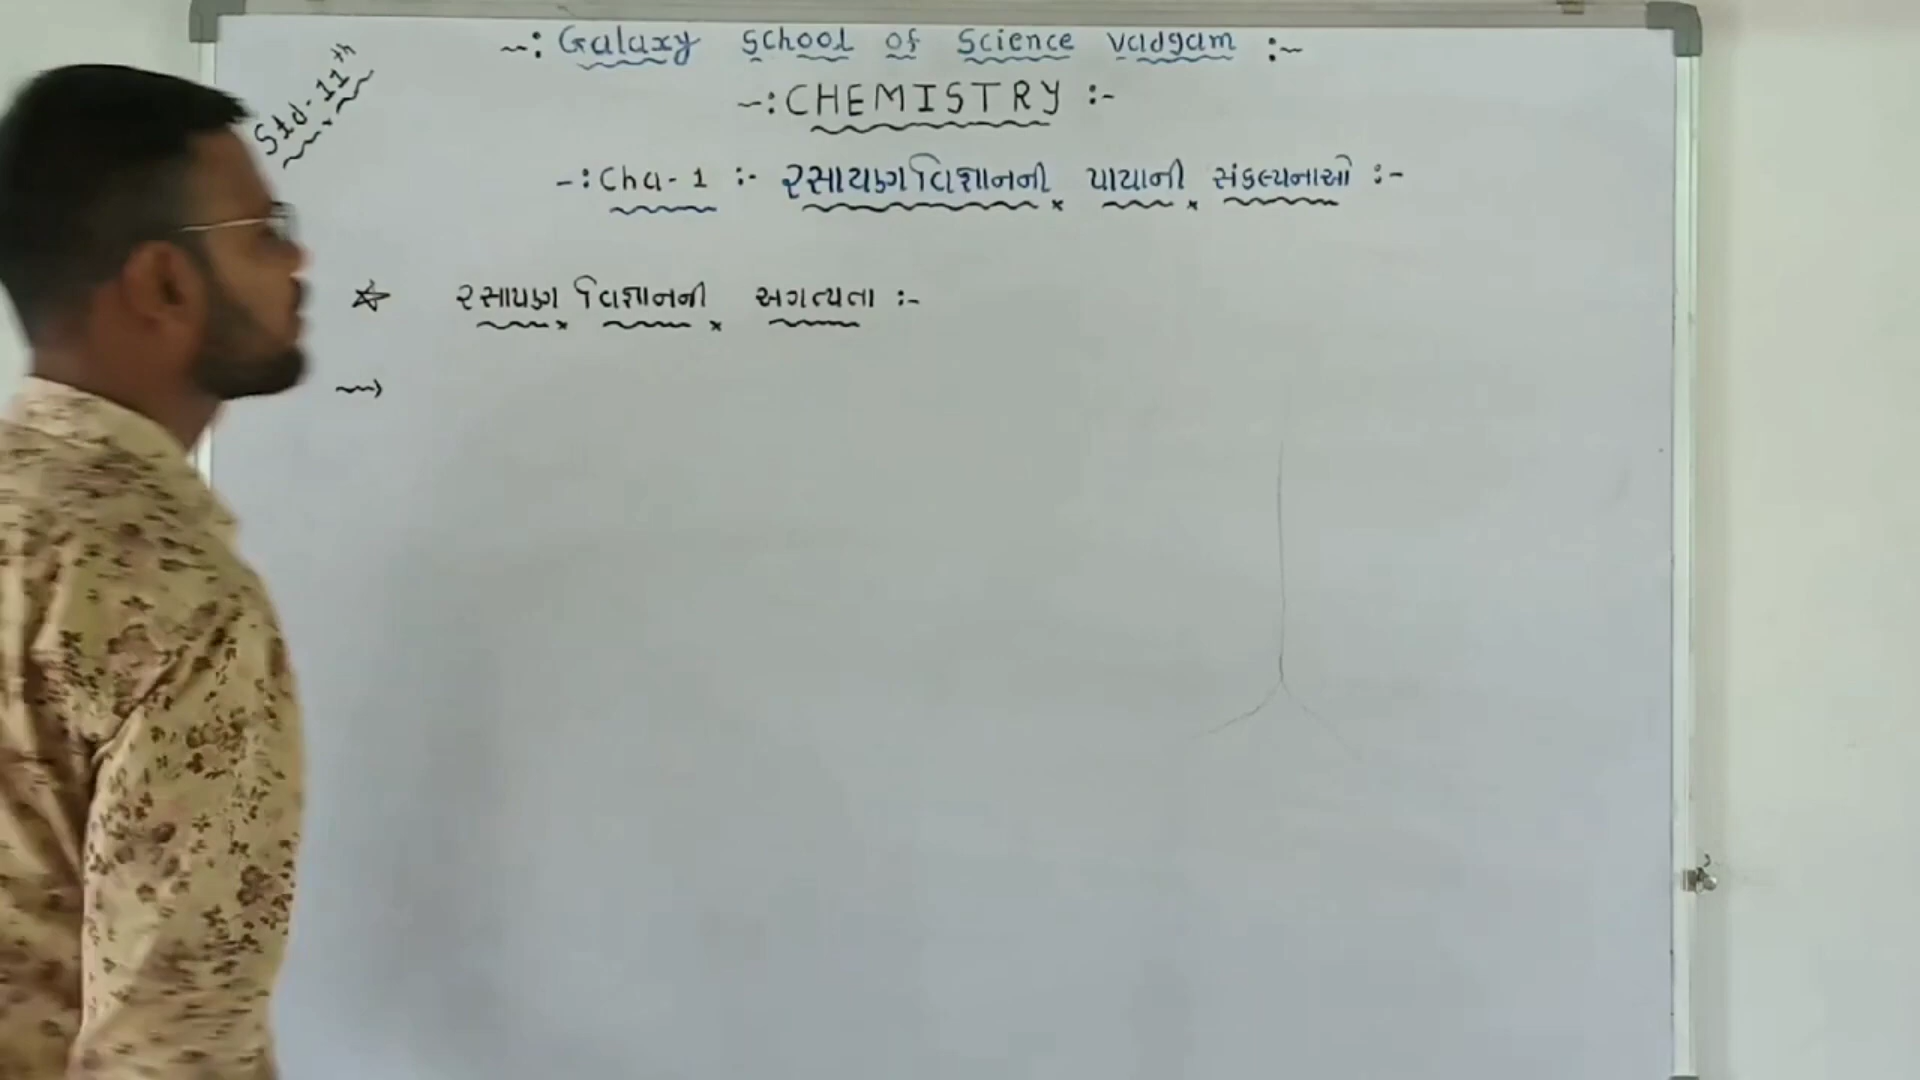 Std-11th
~: Galaxy School of Science Vadgam :~
~: CHEMISTRY :-
-: Cha-1 :- રસાયણવિજ્ઞાનની પાયાની સંકલ્પનાઓ :-
☆ રસાયણ વિજ્ઞાનની અગત્યતા :-
→